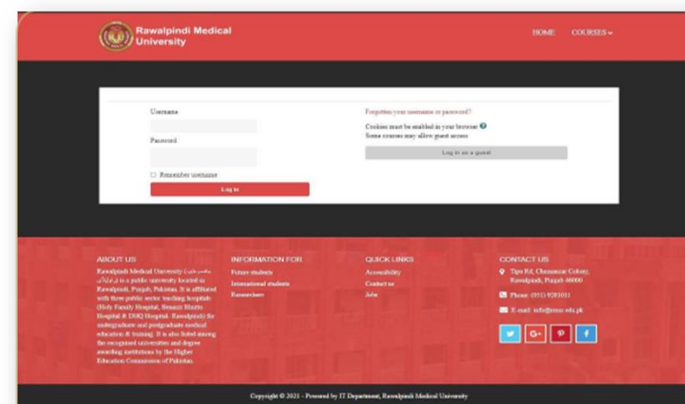 Rawalpindi Medical
University
HOME
COURSES
Username
Password
Remember username
Log in
Forgotten your username or password?
Cookies must be enabled in your browser
Some courses may allow guest access
Log in as a guest
ABOUT US
Rawalpindi Medical University
is a public university located in
Rawalpindi, Punjab, Pakistan. It is affiliated
with three public sector teaching hospitals
(Holy Family Hospital, Benazir Bhutto
Hospital & DHQ Hospital, Rawalpindi) for
undergraduate and postgraduate medical
education & training. It is also listed among
the recognized universities and degree
awarding institutions by the Higher
Education Commission of Pakistan.
INFORMATION FOR
Future students
International students
Researchers
QUICK LINKS
Accessibility
Contact us
Jobs
CONTACT US
Tipu Rd, Chamanzar Colony,
Rawalpindi, Punjab 46000
Phone: (051) 9281011
E-mail: info@rmur.edu.pk
G+
Copyright © 2021 - Powered by IT Department, Rawalpindi Medical University